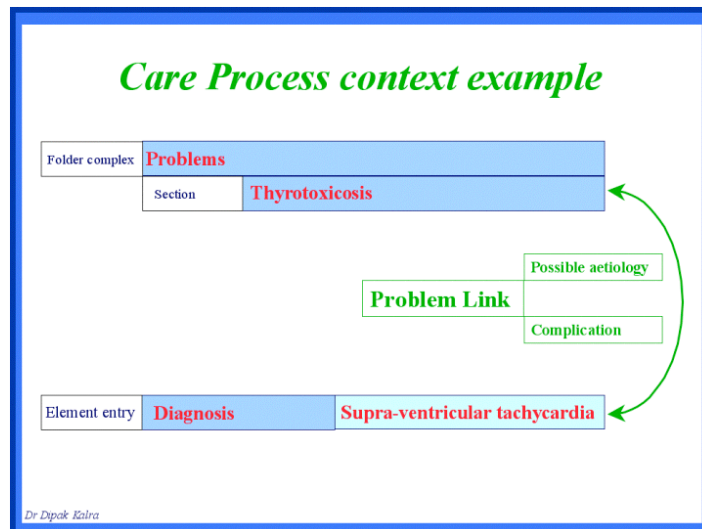 Care Process context example
Folder complex Problems
Section Thyrotoxicosis
Possible aetiology
Problem Link
Complication
Element entry Diagnosis Supra-ventricular tachycardia
Dr Dipak Kalra